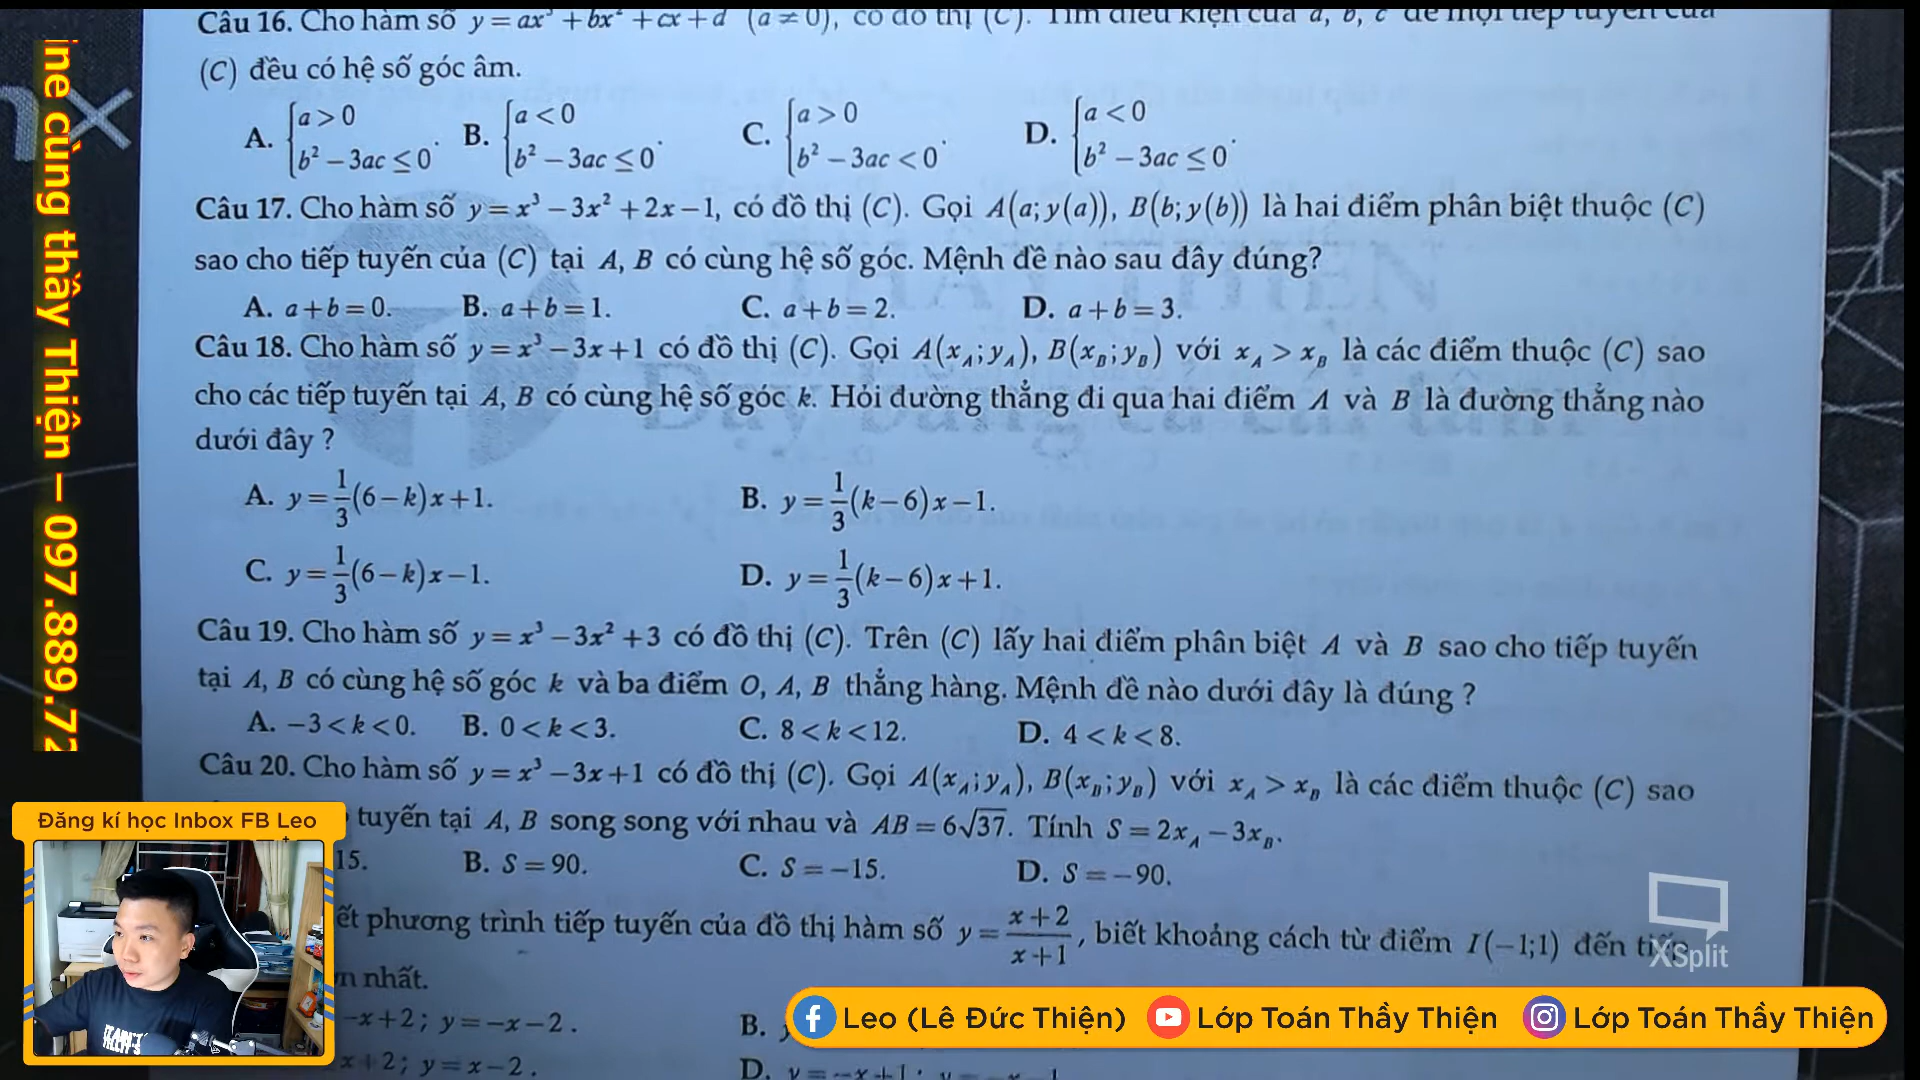 Câu 16. Cho hàm số y = ax³ + bx² + cx + d (a ≠ 0), có đồ thị (C). Tìm điều kiện của a, b, c để mọi tiếp tuyến của
(C) đều có hệ số góc âm.
A. { a > 0 ; b² − 3ac ≤ 0 . B. { a < 0 ; b² − 3ac ≤ 0 . C. { a > 0 ; b² − 3ac < 0 . D. { a < 0 ; b² − 3ac ≤ 0 .
Câu 17. Cho hàm số y = x³ − 3x² + 2x − 1, có đồ thị (C). Gọi A(a; y(a)), B(b; y(b)) là hai điểm phân biệt thuộc (C)
sao cho tiếp tuyến của (C) tại A, B có cùng hệ số góc. Mệnh đề nào sau đây đúng?
A. a + b = 0. B. a + b = 1. C. a + b = 2. D. a + b = 3.
Câu 18. Cho hàm số y = x³ − 3x + 1 có đồ thị (C). Gọi A(x_A; y_A), B(x_B; y_B) với x_A > x_B là các điểm thuộc (C) sao
cho các tiếp tuyến tại A, B có cùng hệ số góc k. Hỏi đường thẳng đi qua hai điểm A và B là đường thẳng nào
dưới đây ?
A. y = 1/3 (6 − k)x + 1. B. y = 1/3 (k − 6)x − 1.
C. y = 1/3 (6 − k)x − 1. D. y = 1/3 (k − 6)x + 1.
Câu 19. Cho hàm số y = x³ − 3x² + 3 có đồ thị (C). Trên (C) lấy hai điểm phân biệt A và B sao cho tiếp tuyến
tại A, B có cùng hệ số góc k và ba điểm O, A, B thẳng hàng. Mệnh đề nào dưới đây là đúng ?
A. −3 < k < 0. B. 0 < k < 3. C. 8 < k < 12. D. 4 < k < 8.
Câu 20. Cho hàm số y = x³ − 3x + 1 có đồ thị (C). Gọi A(x_A; y_A), B(x_B; y_B) với x_A > x_B là các điểm thuộc (C) sao
tuyến tại A, B song song với nhau và AB = 6√37. Tính S = 2x_A − 3x_B.
15. B. S = 90. C. S = −15. D. S = −90.
phương trình tiếp tuyến của đồ thị hàm số y = (x + 2)/(x + 1), biết khoảng cách từ điểm I(−1;1) đến
nhất.
−x + 2 ; y = −x − 2 . B.
x + 2 ; y = x − 2 . D. y = −x + 1
ine cùng thầy Thiện – 097.889.72
Đăng kí học Inbox FB Leo
XSplit
Leo (Lê Đức Thiện) Lớp Toán Thầy Thiện Lớp Toán Thầy Thiện